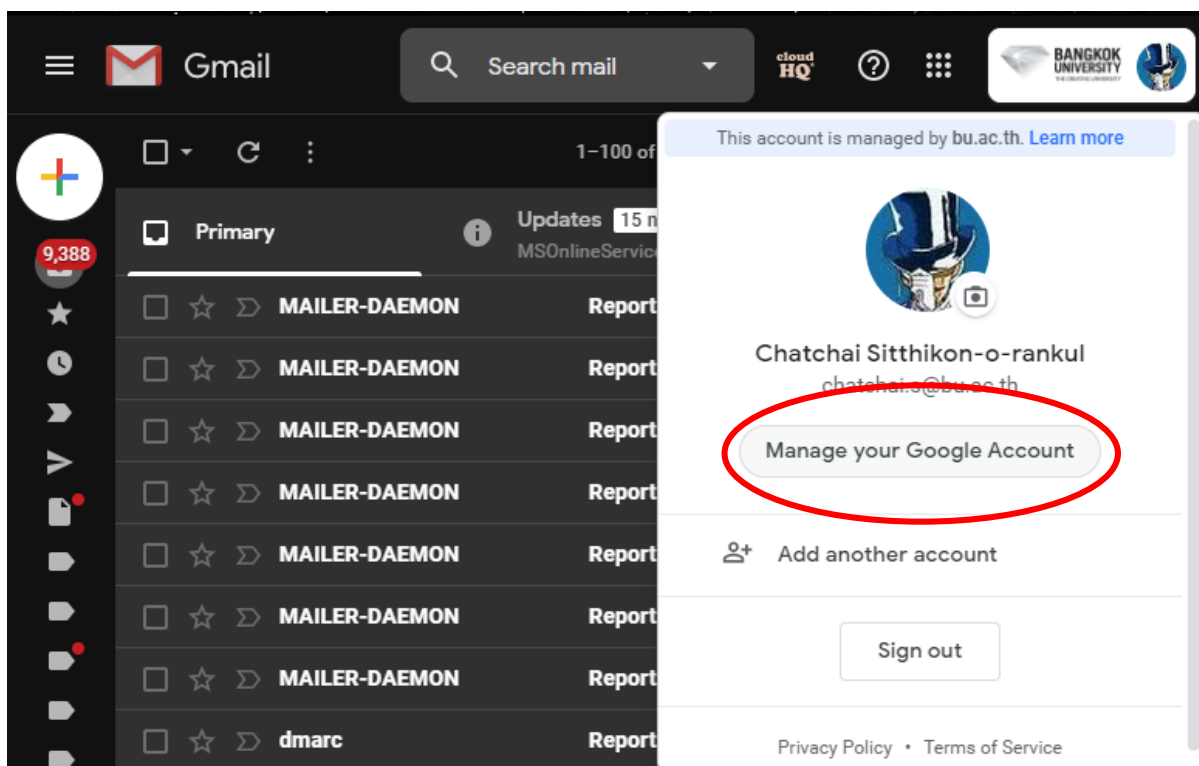 Gmail
Search mail
cloud
HQ
BANGKOK
UNIVERSITY
THE CREATIVE UNIVERSITY
1–100 of
This account is managed by bu.ac.th. Learn more
Primary
Updates 15 n
MSOnlineService
9,388
MAILER-DAEMON Report
MAILER-DAEMON Report
MAILER-DAEMON Report
MAILER-DAEMON Report
MAILER-DAEMON Report
MAILER-DAEMON Report
MAILER-DAEMON Report
dmarc Report
Chatchai Sitthikon-o-rankul
chatchai.s@bu.ac.th
Manage your Google Account
Add another account
Sign out
Privacy Policy • Terms of Service